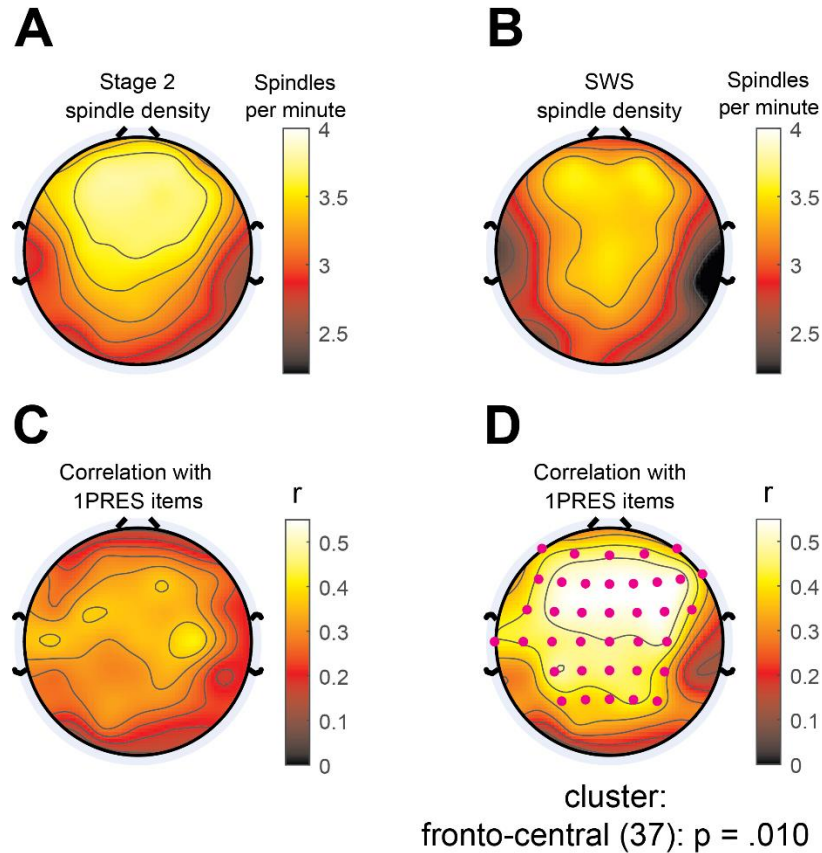 A
Stage 2
spindle density
Spindles
per minute
4
3.5
3
2.5
B
SWS
spindle density
Spindles
per minute
4
3.5
3
2.5
C
Correlation with
1PRES items
r
0.5
0.4
0.3
0.2
0.1
0
D
Correlation with
1PRES items
r
0.5
0.4
0.3
0.2
0.1
0
cluster:
fronto-central (37): p = .010